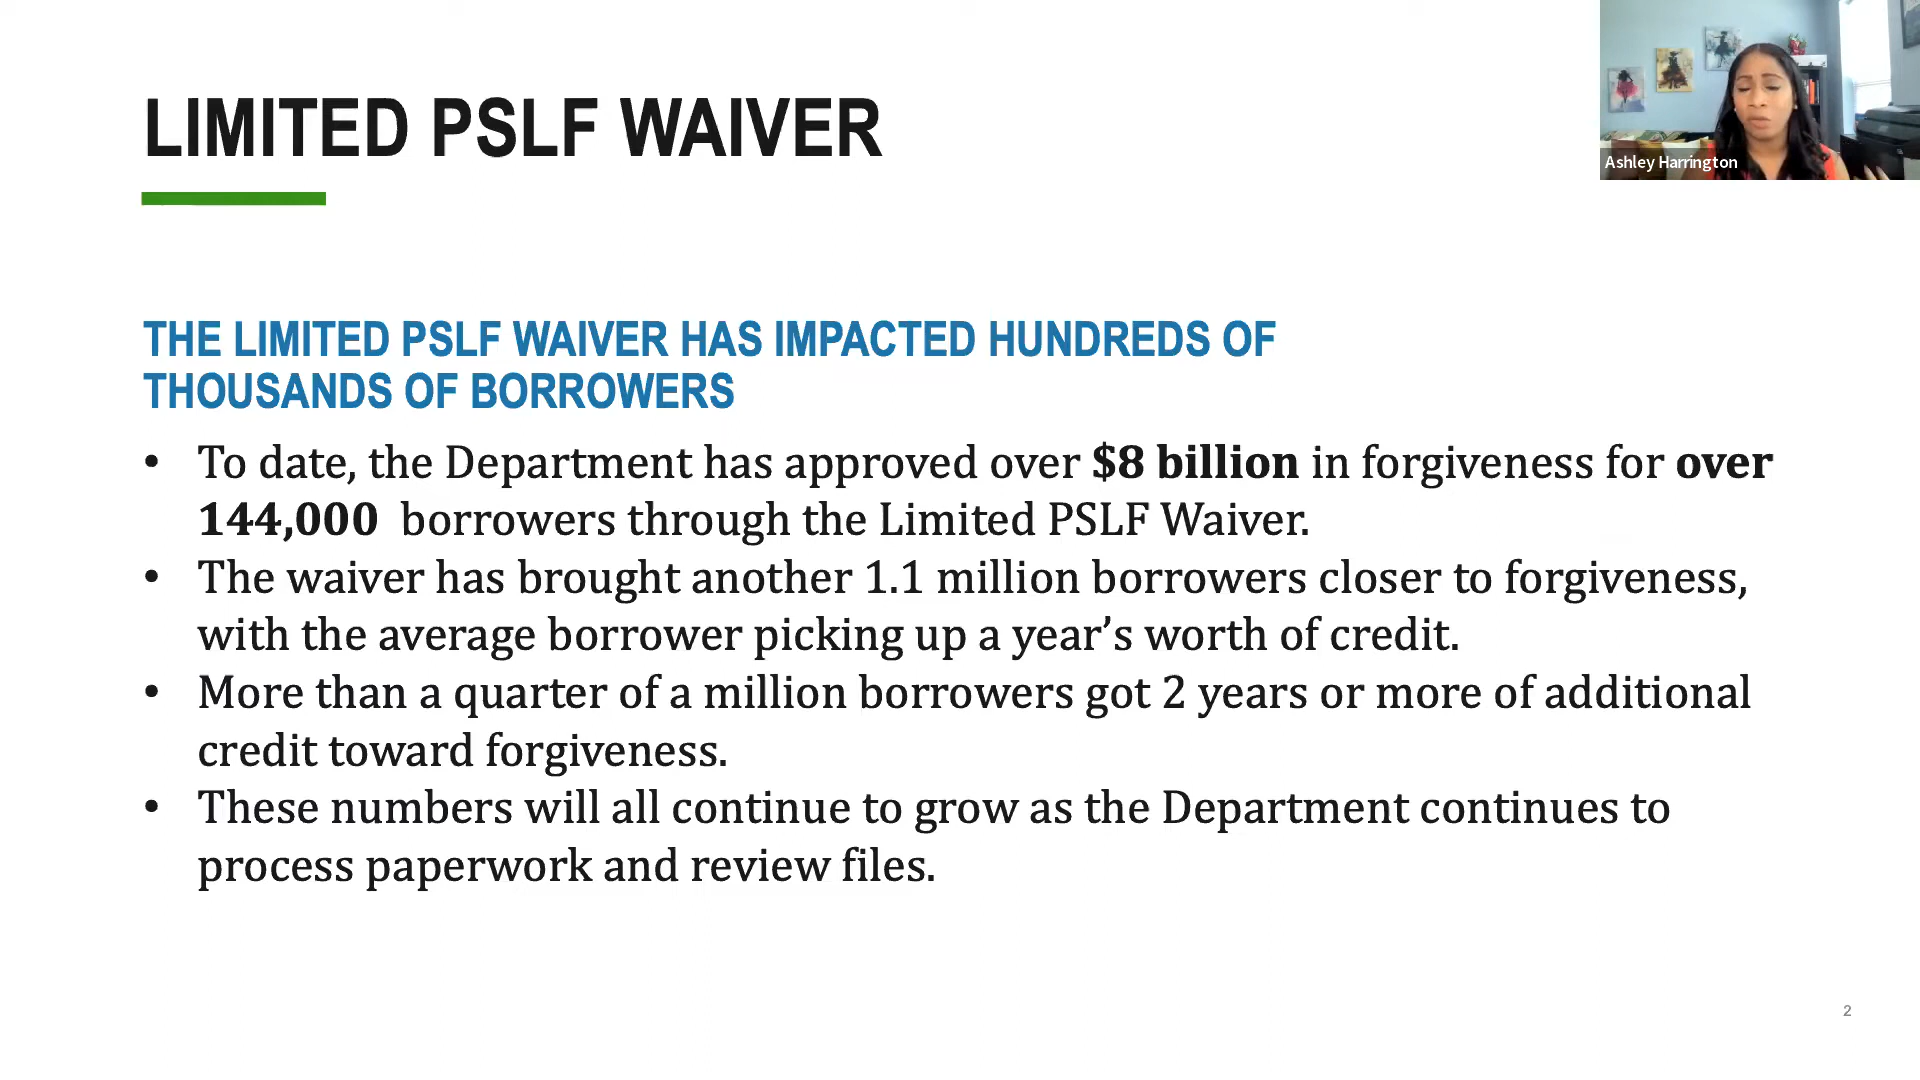 LIMITED PSLF WAIVER
Ashley Harrington
THE LIMITED PSLF WAIVER HAS IMPACTED HUNDREDS OF
THOUSANDS OF BORROWERS
• To date, the Department has approved over $8 billion in forgiveness for over
144,000 borrowers through the Limited PSLF Waiver.
• The waiver has brought another 1.1 million borrowers closer to forgiveness,
with the average borrower picking up a year’s worth of credit.
• More than a quarter of a million borrowers got 2 years or more of additional
credit toward forgiveness.
• These numbers will all continue to grow as the Department continues to
process paperwork and review files.
2